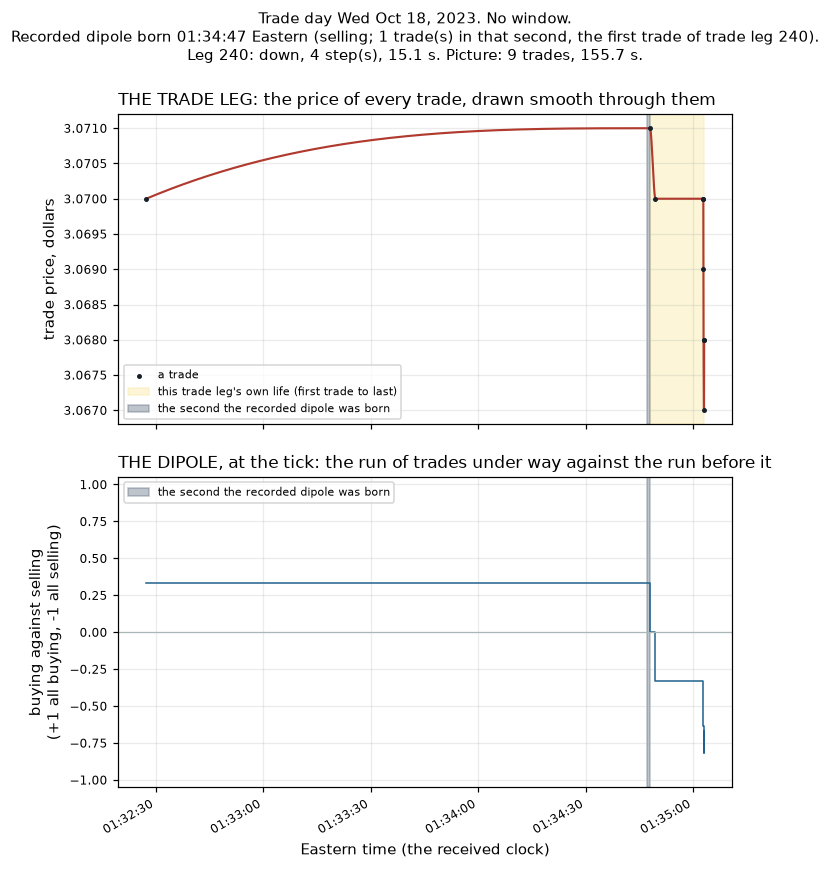 Trade day Wed Oct 18, 2023. No window.
Recorded dipole born 01:34:47 Eastern (selling; 1 trade(s) in that second, the first trade of trade leg 240).
Leg 240: down, 4 step(s), 15.1 s. Picture: 9 trades, 155.7 s.
THE TRADE LEG: the price of every trade, drawn smooth through them
3.0710
3.0705
3.0700
3.0695
3.0690
3.0685
3.0680
3.0675
3.0670
trade price, dollars
a trade
this trade leg's own life (first trade to last)
the second the recorded dipole was born
THE DIPOLE, at the tick: the run of trades under way against the run before it
1.00
0.75
0.50
0.25
0.00
−0.25
−0.50
−0.75
−1.00
buying against selling
(+1 all buying, -1 all selling)
the second the recorded dipole was born
01:32:30
01:33:00
01:33:30
01:34:00
01:34:30
01:35:00
Eastern time (the received clock)